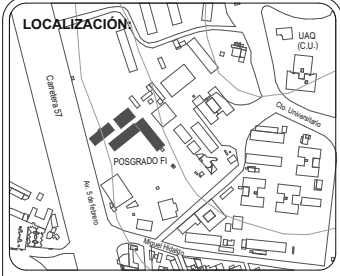 LOCALIZACIÓN:
UAQ
(C.U.)
Carretera 57
Cto. Universitario
POSGRADO FI
Av. 5 de febrero
Miguel Hidalgo